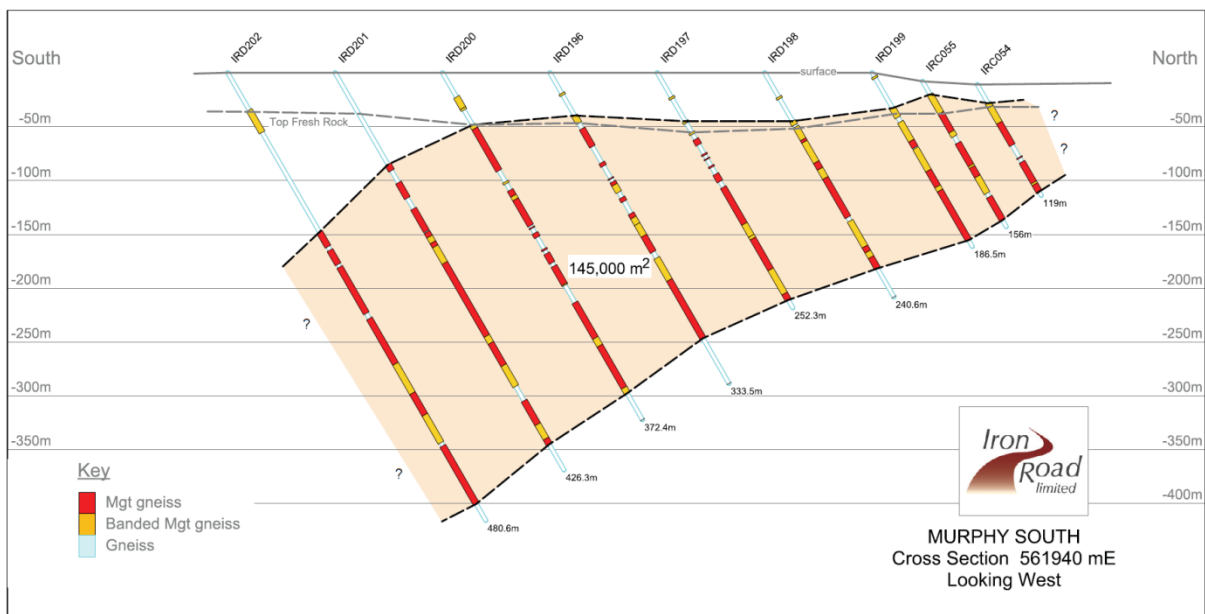 South
North
IRD202
IRD201
IRD200
IRD196
IRD197
IRD198
IRD199
IRC055
IRC054
surface
Top Fresh Rock
-50m
-50m
-100m
-100m
-150m
-150m
-200m
-200m
-250m
-250m
-300m
-300m
-350m
-350m
-400m
?
?
?
?
145,000 m²
119m
156m
186.5m
240.6m
252.3m
333.5m
372.4m
426.3m
480.6m
Key
Mgt gneiss
Banded Mgt gneiss
Gneiss
Iron
Road
limited
MURPHY SOUTH
Cross Section 561940 mE
Looking West